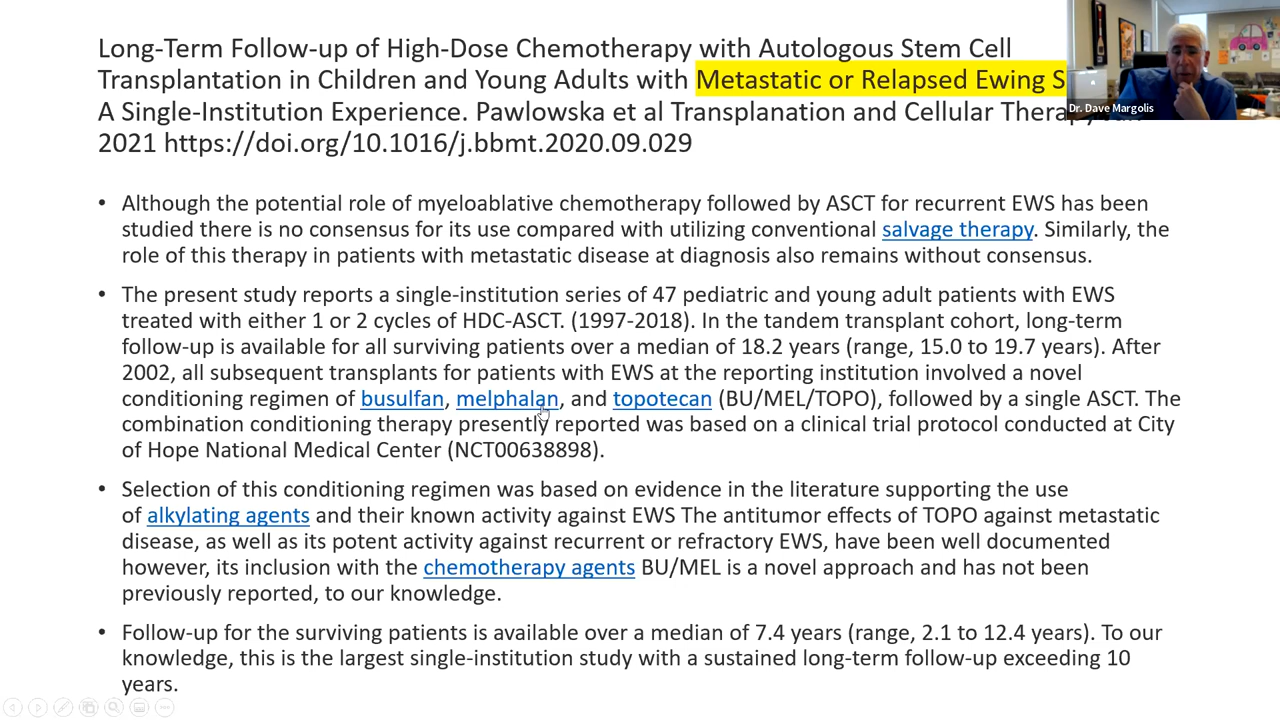 Long-Term Follow-up of High-Dose Chemotherapy with Autologous Stem Cell
Transplantation in Children and Young Adults with Metastatic or Relapsed Ewing S
Dr. Dave Margolis
A Single-Institution Experience. Pawlowska et al Transplanation and Cellular Therapy
2021 https://doi.org/10.1016/j.bbmt.2020.09.029
• Although the potential role of myeloablative chemotherapy followed by ASCT for recurrent EWS has been
studied there is no consensus for its use compared with utilizing conventional salvage therapy. Similarly, the
role of this therapy in patients with metastatic disease at diagnosis also remains without consensus.
• The present study reports a single-institution series of 47 pediatric and young adult patients with EWS
treated with either 1 or 2 cycles of HDC-ASCT. (1997-2018). In the tandem transplant cohort, long-term
follow-up is available for all surviving patients over a median of 18.2 years (range, 15.0 to 19.7 years). After
2002, all subsequent transplants for patients with EWS at the reporting institution involved a novel
conditioning regimen of busulfan, melphalan, and topotecan (BU/MEL/TOPO), followed by a single ASCT. The
combination conditioning therapy presently reported was based on a clinical trial protocol conducted at City
of Hope National Medical Center (NCT00638898).
• Selection of this conditioning regimen was based on evidence in the literature supporting the use
of alkylating agents and their known activity against EWS The antitumor effects of TOPO against metastatic
disease, as well as its potent activity against recurrent or refractory EWS, have been well documented
however, its inclusion with the chemotherapy agents BU/MEL is a novel approach and has not been
previously reported, to our knowledge.
• Follow-up for the surviving patients is available over a median of 7.4 years (range, 2.1 to 12.4 years). To our
knowledge, this is the largest single-institution study with a sustained long-term follow-up exceeding 10
years.